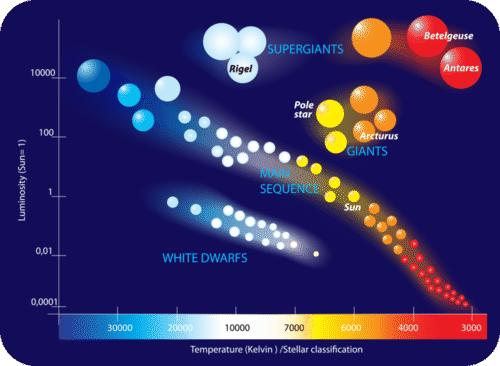 Betelgeuse
SUPERGIANTS
Rigel
Antares
10000
Pole
star
Arcturus
100
GIANTS
MAIN
SEQUENCE
Luminosity (Sun= 1)
1
Sun
WHITE DWARFS
0,01
0,0001
30000 20000 10000 7000 6000 4000 3000
Temperature (Kelvin ) /Stellar classification